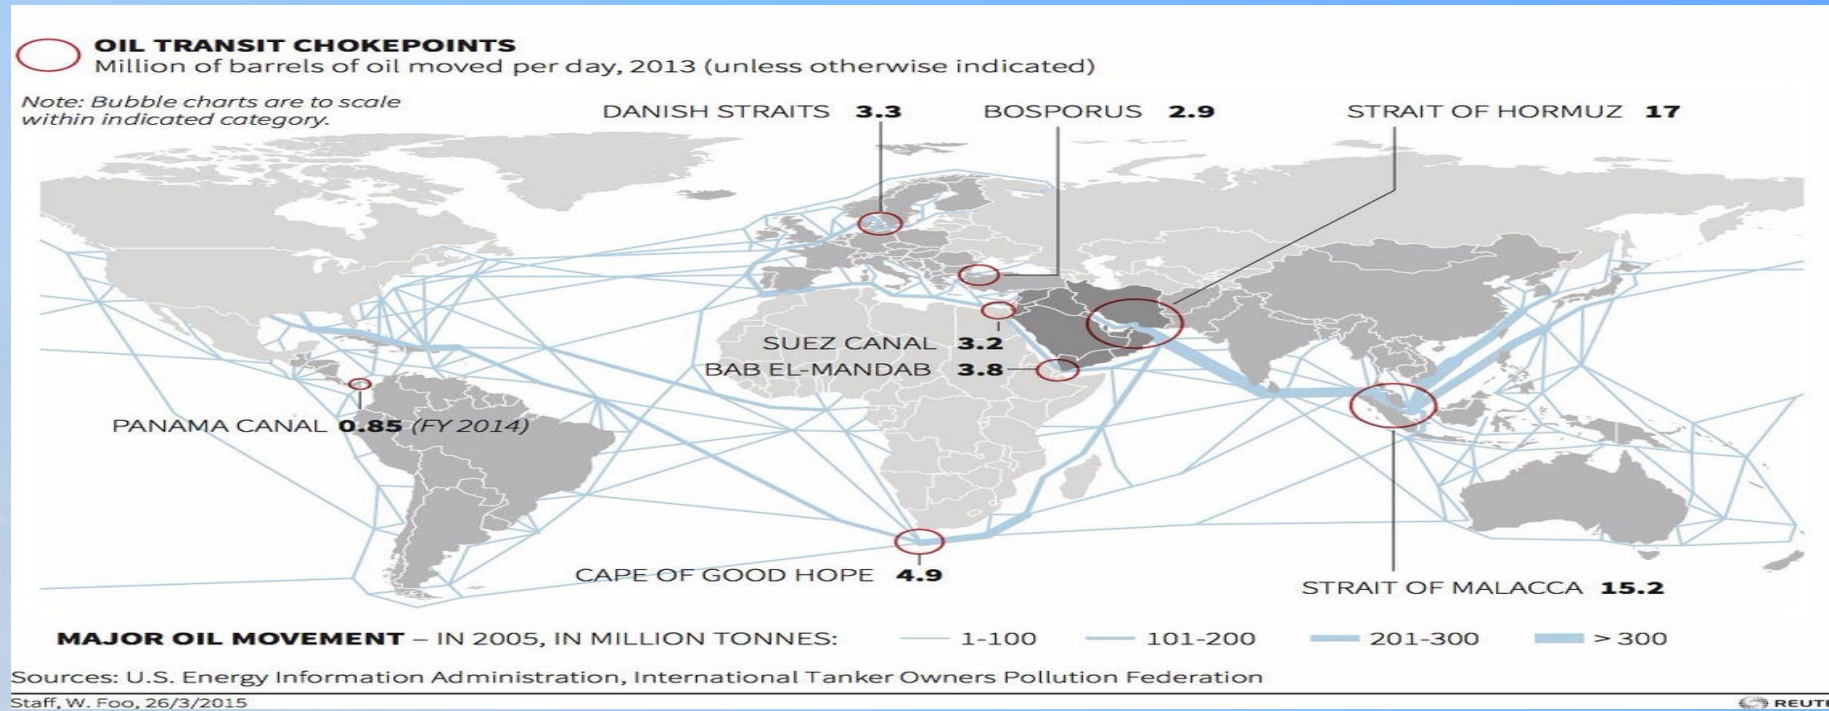 OIL TRANSIT CHOKEPOINTS
Million of barrels of oil moved per day, 2013 (unless otherwise indicated)
Note: Bubble charts are to scale
within indicated category.
DANISH STRAITS 3.3
BOSPORUS 2.9
STRAIT OF HORMUZ 17
SUEZ CANAL 3.2
BAB EL-MANDAB 3.8
PANAMA CANAL 0.85 (FY 2014)
CAPE OF GOOD HOPE 4.9
STRAIT OF MALACCA 15.2
MAJOR OIL MOVEMENT – IN 2005, IN MILLION TONNES: 1-100 101-200 201-300 > 300
Sources: U.S. Energy Information Administration, International Tanker Owners Pollution Federation
Staff, W. Foo, 26/3/2015
REUTE